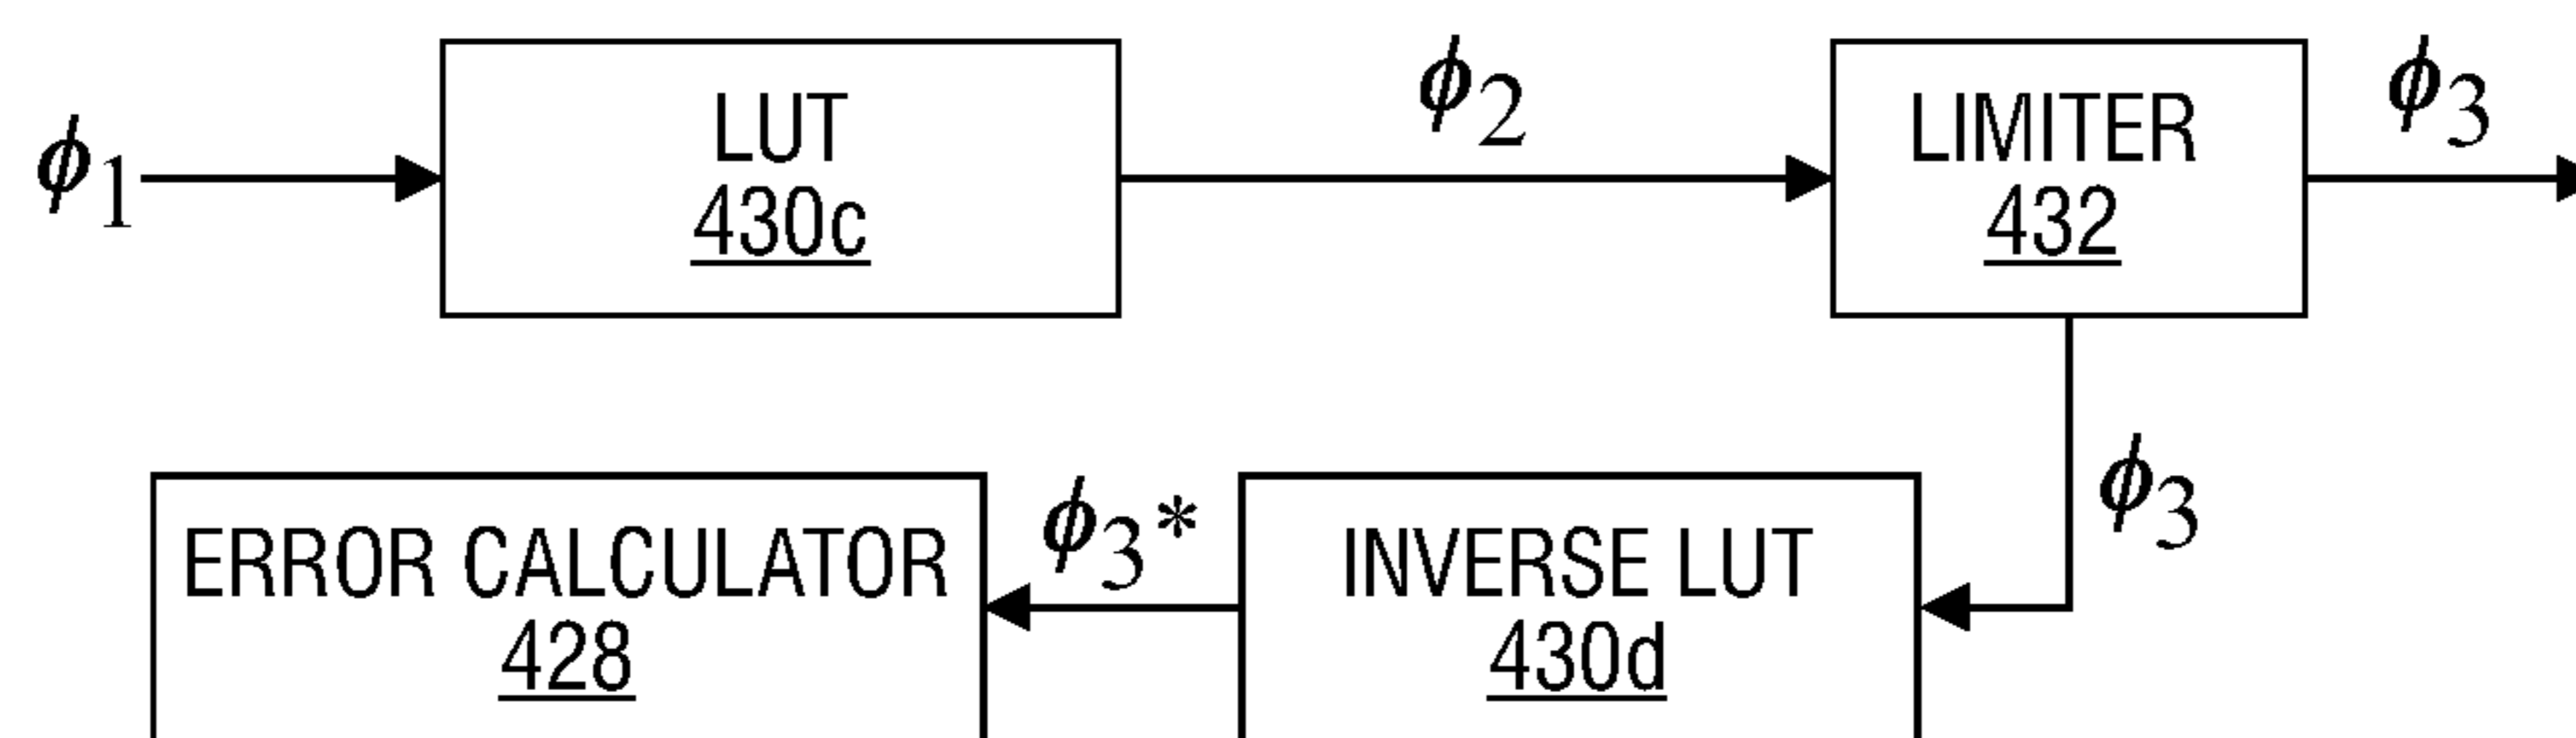 ϕ1
LUT
430c
ϕ2
LIMITER
432
ϕ3
ϕ3
ERROR CALCULATOR
428
ϕ3*
INVERSE LUT
430d